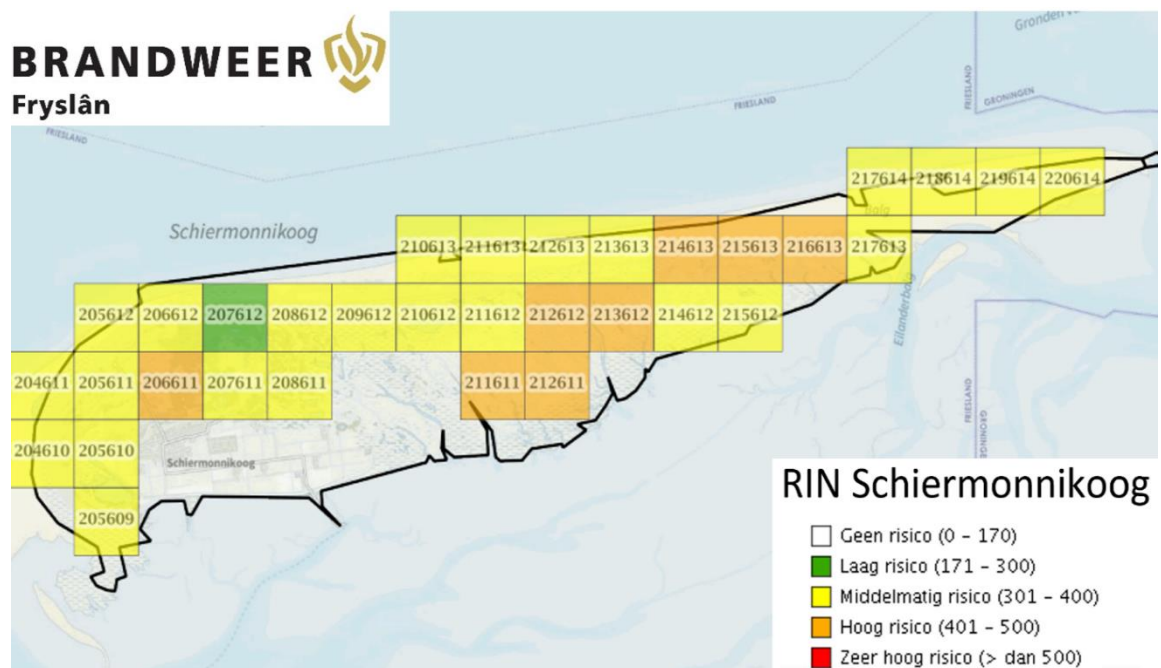 BRANDWEER
Fryslân
FRIESLAND
FRIESLAND
FRIESLAND
GRONINGEN
Schiermonnikoog
217614 218614 219614 220614
Balg
210613 211613 212613 213613 214613 215613 216613 217613
Eilanderbalg
205612 206612 207612 208612 209612 210612 211612 212612 213612 214612 215612
204611 205611 206611 207611 208611 211611 212611
FRIESLAND
204610 205610
Schiermonnikoog
205609
RIN Schiermonnikoog
Geen risico (0 – 170)
Laag risico (171 – 300)
Middelmatig risico (301 – 400)
Hoog risico (401 – 500)
Zeer hoog risico (> dan 500)